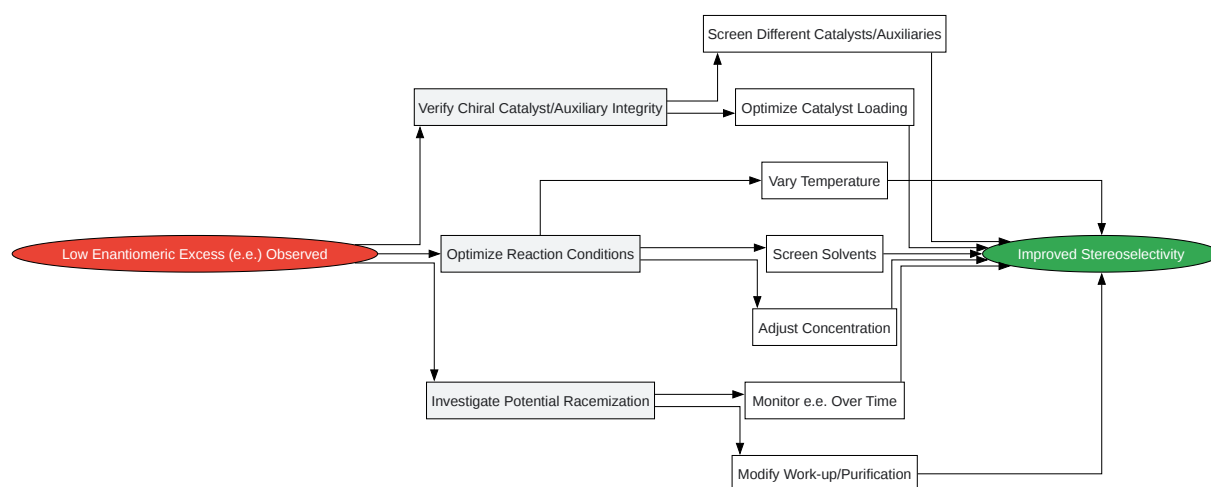 Screen Different Catalysts/Auxiliaries
Verify Chiral Catalyst/Auxiliary Integrity
Optimize Catalyst Loading
Vary Temperature
Low Enantiomeric Excess (e.e.) Observed
Optimize Reaction Conditions
Screen Solvents
Improved Stereoselectivity
Adjust Concentration
Investigate Potential Racemization
Monitor e.e. Over Time
Modify Work-up/Purification